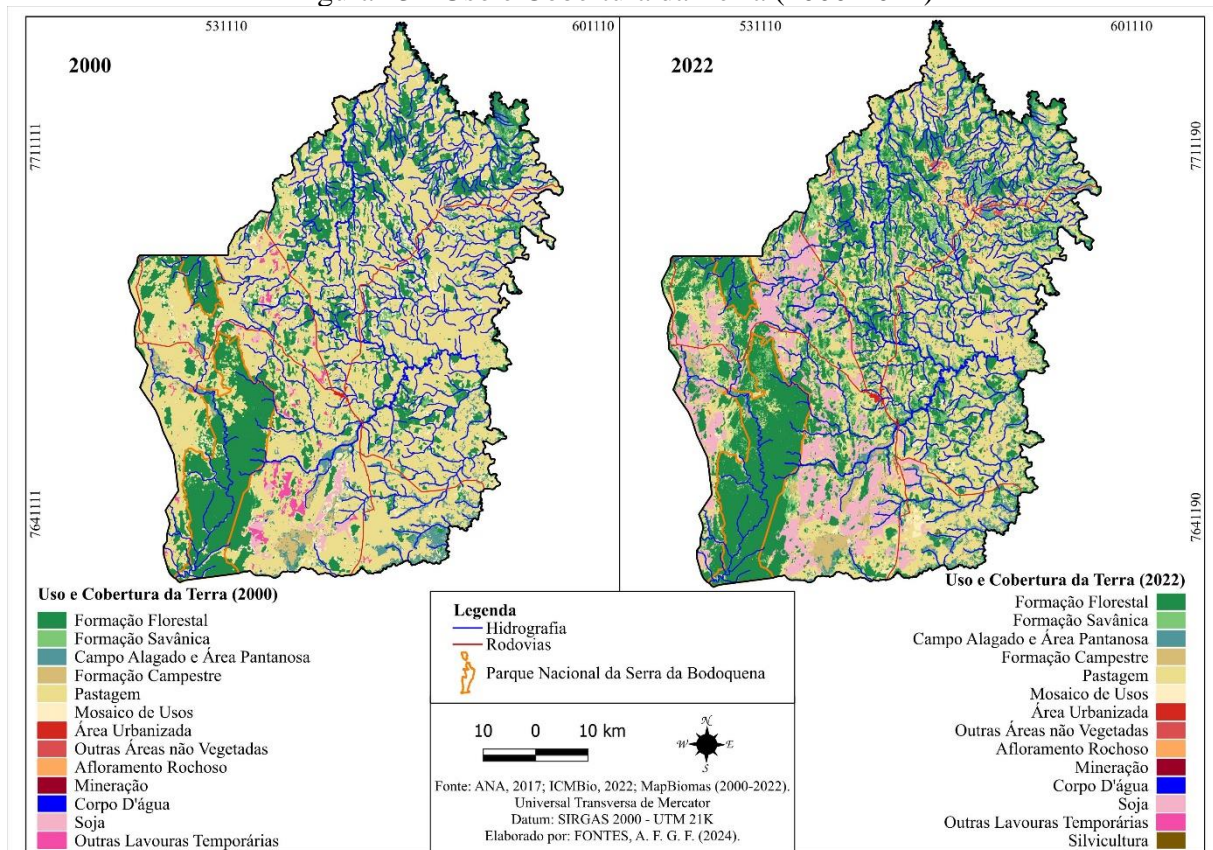 531110
601110
531110
601110
2000
2022
7711111
7641111
7711190
7641190
Uso e Cobertura da Terra (2000)
Formação Florestal
Formação Savânica
Campo Alagado e Área Pantanosa
Formação Campestre
Pastagem
Mosaico de Usos
Área Urbanizada
Outras Áreas não Vegetadas
Afloramento Rochoso
Mineração
Corpo D'água
Soja
Outras Lavouras Temporárias
Legenda
Hidrografia
Rodovias
Parque Nacional da Serra da Bodoquena
10 0 10 km
N
W E
S
Fonte: ANA, 2017; ICMBio, 2022; MapBiomas (2000-2022).
Universal Transversa de Mercator
Datum: SIRGAS 2000 - UTM 21K
Elaborado por: FONTES, A. F. G. F. (2024).
Uso e Cobertura da Terra (2022)
Formação Florestal
Formação Savânica
Campo Alagado e Área Pantanosa
Formação Campestre
Pastagem
Mosaico de Usos
Área Urbanizada
Outras Áreas não Vegetadas
Afloramento Rochoso
Mineração
Corpo D'água
Soja
Outras Lavouras Temporárias
Silvicultura